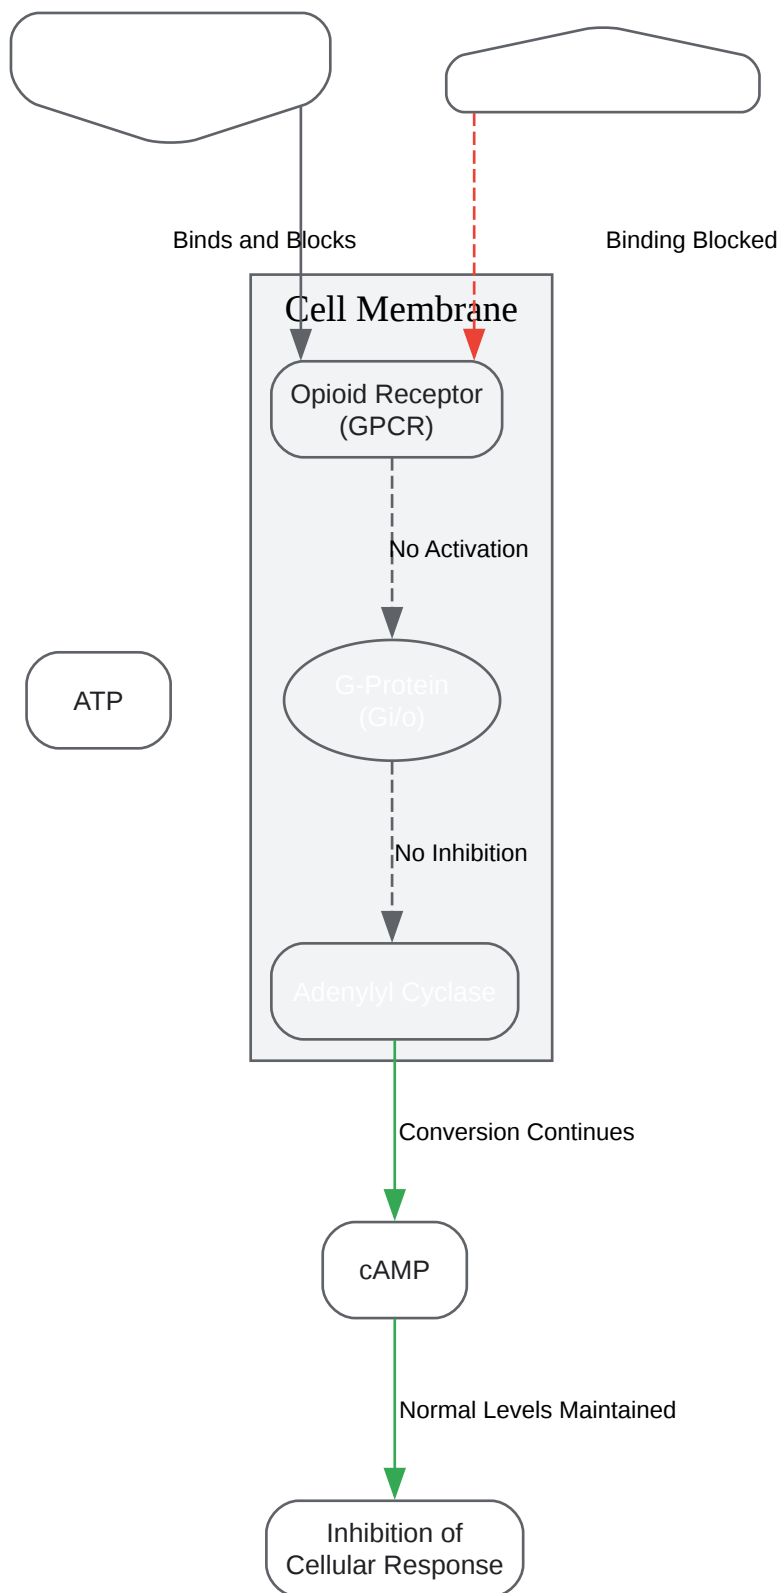 Binds and Blocks
Binding Blocked
Cell Membrane
Opioid Receptor
(GPCR)
No Activation
ATP
G-Protein
(Gi/o)
No Inhibition
Adenylyl Cyclase
Conversion Continues
cAMP
Normal Levels Maintained
Inhibition of
Cellular Response